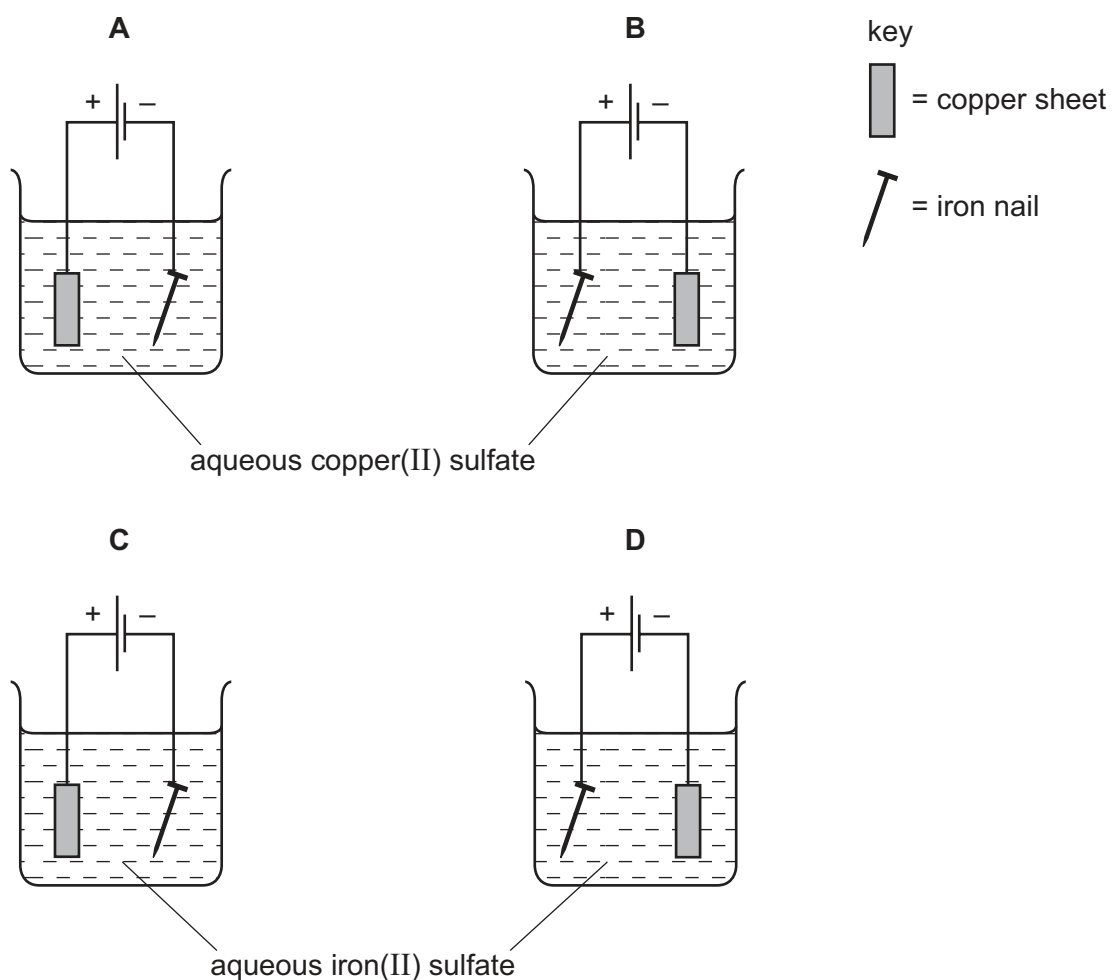 A
B
key
+ –
+ –
= copper sheet
= iron nail
aqueous copper(II) sulfate
C
D
+ –
+ –
aqueous iron(II) sulfate